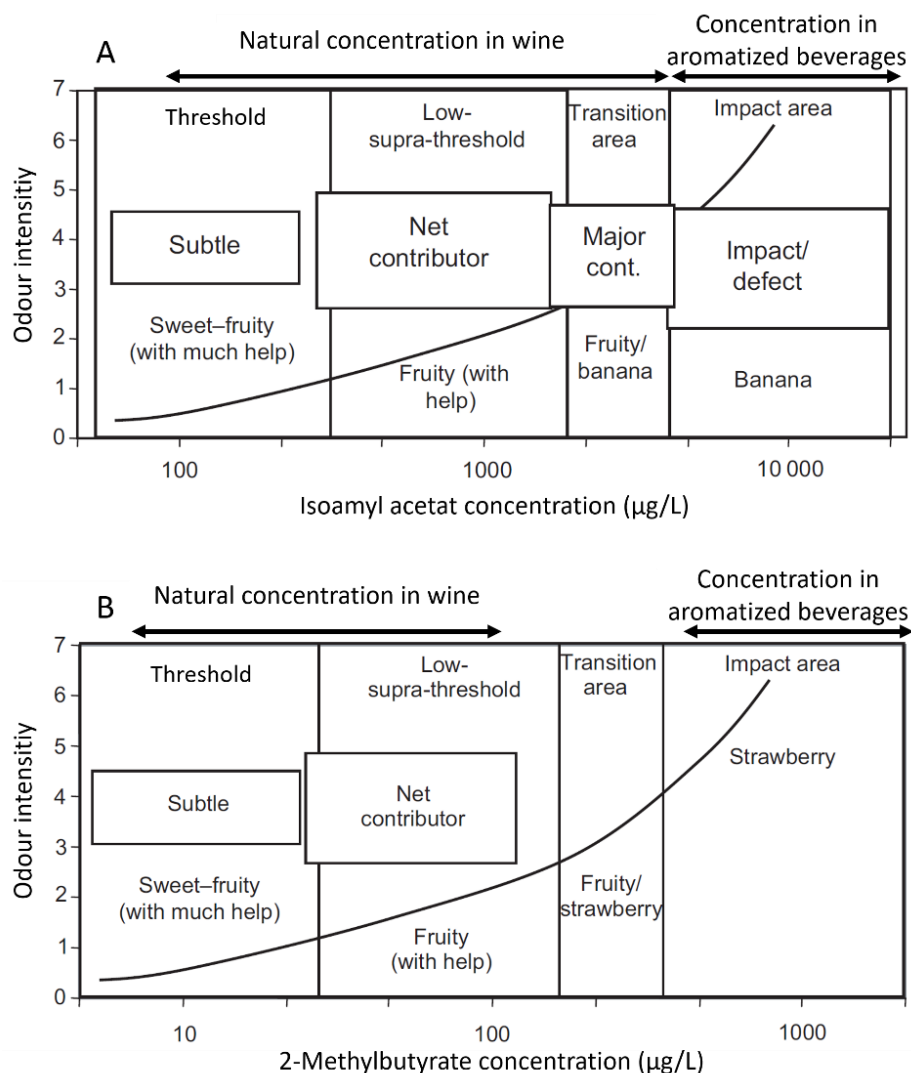 A
Natural concentration in wine
Concentration in
aromatized beverages
Odour intensitiy
7
6
5
4
3
2
1
0
Threshold
Low-
supra-threshold
Transition
area
Impact area
Subtle
Net
contributor
Major
cont.
Impact/
defect
Sweet–fruity
(with much help)
Fruity (with
help)
Fruity/
banana
Banana
100
1000
10 000
Isoamyl acetat concentration (µg/L)
B
Natural concentration in wine
Concentration in
aromatized beverages
Odour intensitiy
7
6
5
4
3
2
1
0
Threshold
Low-
supra-threshold
Transition
area
Impact area
Strawberry
Subtle
Net
contributor
Sweet–fruity
(with much help)
Fruity
(with help)
Fruity/
strawberry
10
100
1000
2-Methylbutyrate concentration (µg/L)